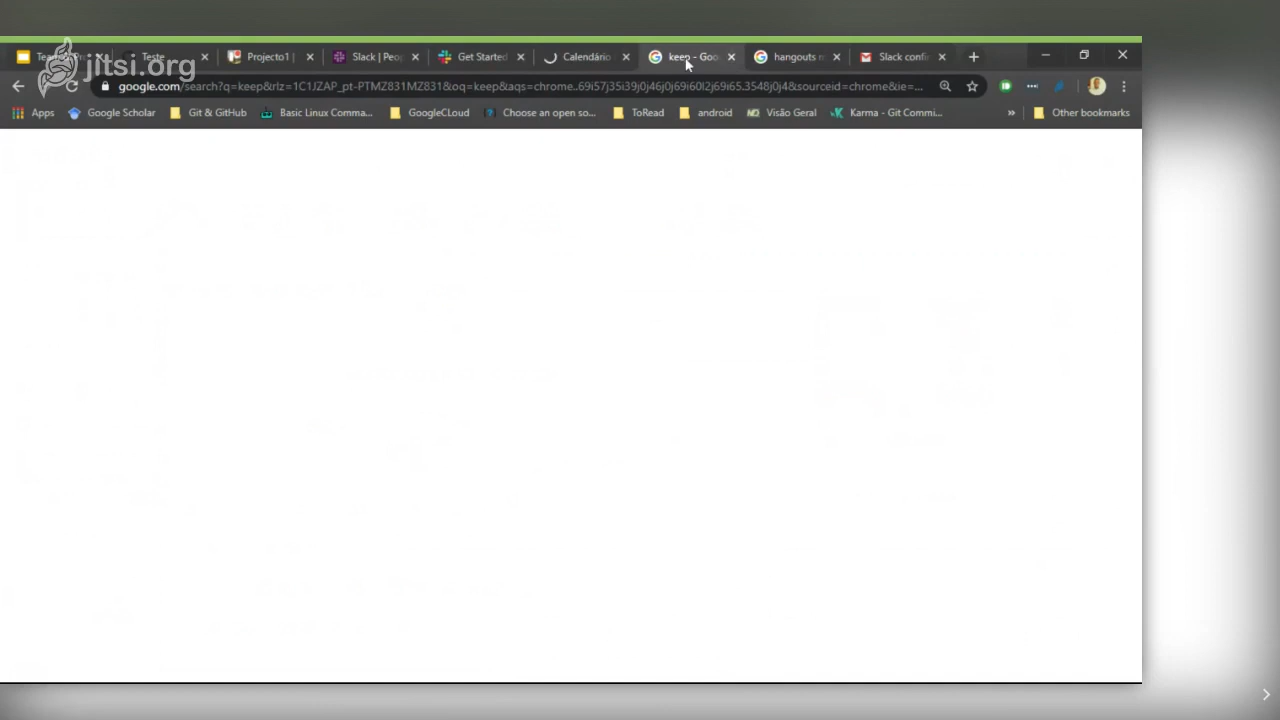 jitsi.org
Teste
Projecto1 |
Slack | Peo
Get Started
Calendário
keep - Goo
hangouts m
Slack confi
google.com/search?q=keep&rlz=1C1JZAP_pt-PTMZ831MZ831&oq=keep&aqs=chrome..69i57j35i39j0j46j0j69i60l2j69i65.3548j0j4&sourceid=chrome&ie=...
Apps
Google Scholar
Git & GitHub
Basic Linux Comma...
GoogleCLoud
Choose an open so...
ToRead
android
Visão Geral
Karma - Git Commi...
»
Other bookmarks